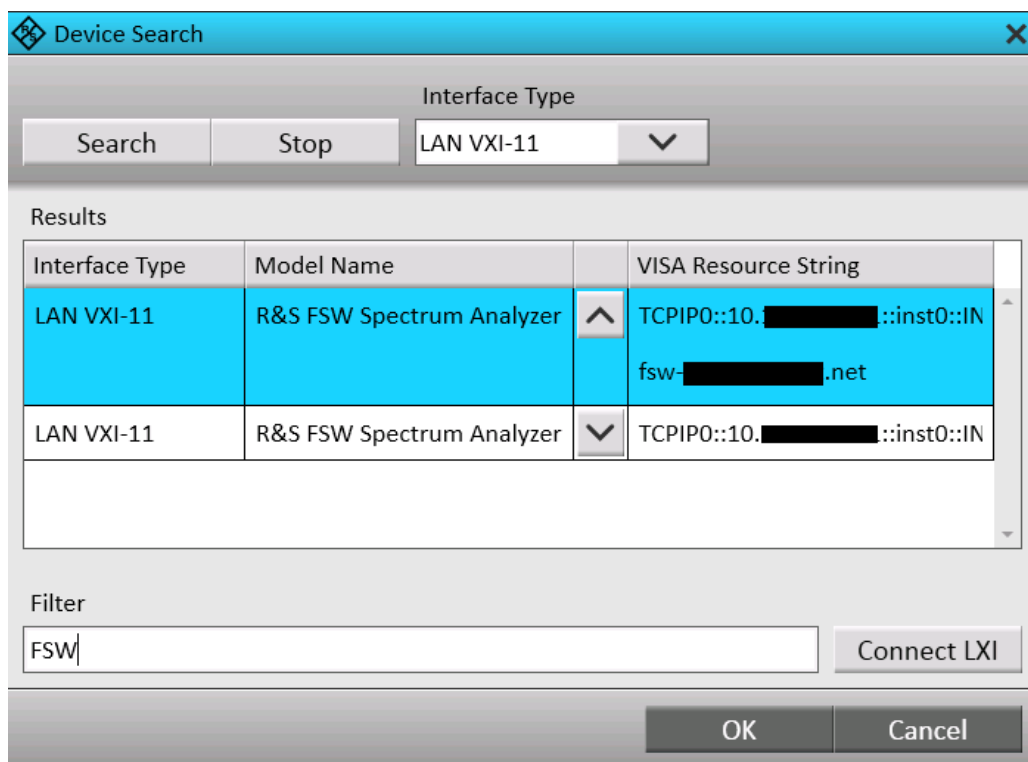 Device Search
Interface Type
Search Stop LAN VXI-11
Results
Interface Type Model Name VISA Resource String
LAN VXI-11 R&S FSW Spectrum Analyzer TCPIP0::10. ::inst0::IN
fsw- .net
LAN VXI-11 R&S FSW Spectrum Analyzer TCPIP0::10. ::inst0::IN
Filter
FSW
Connect LXI
OK Cancel